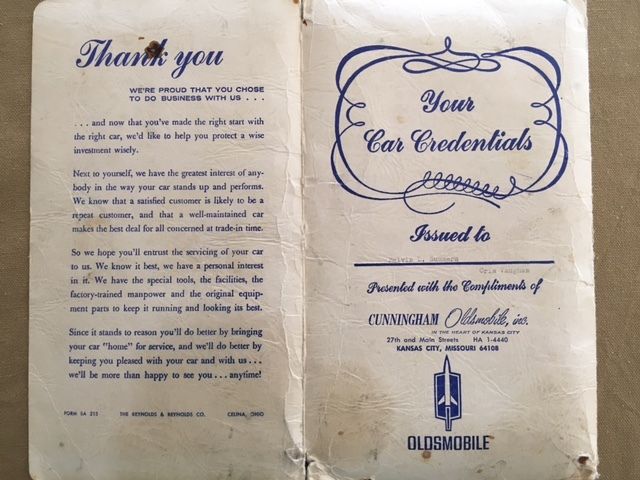 Thank you
WE'RE PROUD THAT YOU CHOSE
TO DO BUSINESS WITH US . . .
. . . and now that you've made the right start with
the right car, we'd like to help you protect a wise
investment wisely.
Next to yourself, we have the greatest interest of any-
body in the way your car stands up and performs.
We know that a satisfied customer is likely to be a
repeat customer, and that a well-maintained car
makes the best deal for all concerned at trade-in time.
So we hope you'll entrust the servicing of your car
to us. We know it best, we have a personal interest
in it. We have the special tools, the facilities, the
factory-trained manpower and the original equip-
ment parts to keep it running and looking its best.
Since it stands to reason you'll do better by bringing
your car "home" for service, and we'll do better by
keeping you pleased with your car and with us . . .
we'll be more than happy to see you . . . anytime!
FORM SA 215 THE REYNOLDS & REYNOLDS CO. CELINA, OHIO
Your
Car Credentials
Issued to
Melvin L. Summers
Oris Vaughan
Presented with the Compliments of
CUNNINGHAM Oldsmobile, inc.
IN THE HEART OF KANSAS CITY
27th and Main Streets HA 1-4440
KANSAS CITY, MISSOURI 64108
OLDSMOBILE